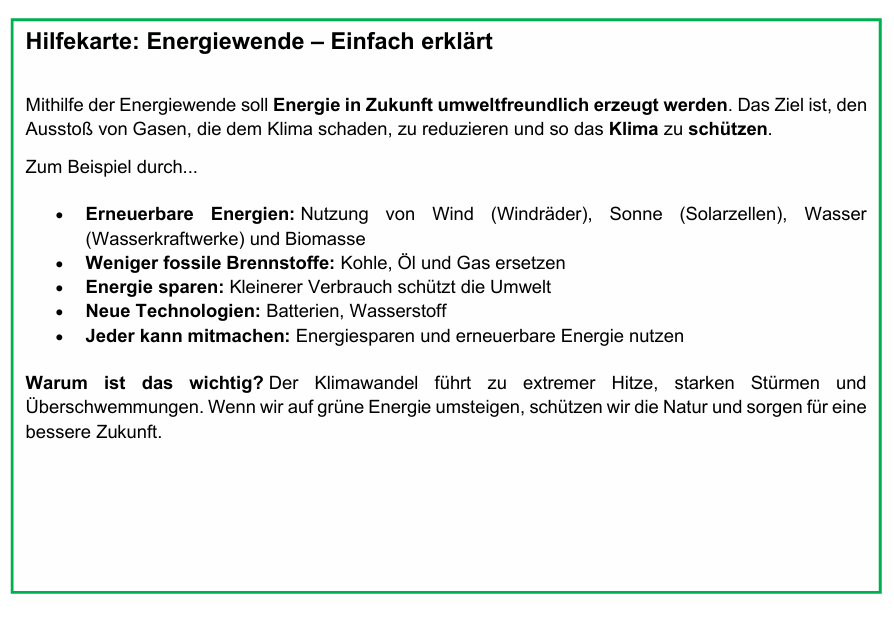 Hilfekarte: Energiewende – Einfach erklärt
Mithilfe der Energiewende soll Energie in Zukunft umweltfreundlich erzeugt werden. Das Ziel ist, den
Ausstoß von Gasen, die dem Klima schaden, zu reduzieren und so das Klima zu schützen.
Zum Beispiel durch...
• Erneuerbare Energien: Nutzung von Wind (Windräder), Sonne (Solarzellen), Wasser
(Wasserkraftwerke) und Biomasse
• Weniger fossile Brennstoffe: Kohle, Öl und Gas ersetzen
• Energie sparen: Kleinerer Verbrauch schützt die Umwelt
• Neue Technologien: Batterien, Wasserstoff
• Jeder kann mitmachen: Energiesparen und erneuerbare Energie nutzen
Warum ist das wichtig? Der Klimawandel führt zu extremer Hitze, starken Stürmen und
Überschwemmungen. Wenn wir auf grüne Energie umsteigen, schützen wir die Natur und sorgen für eine
bessere Zukunft.